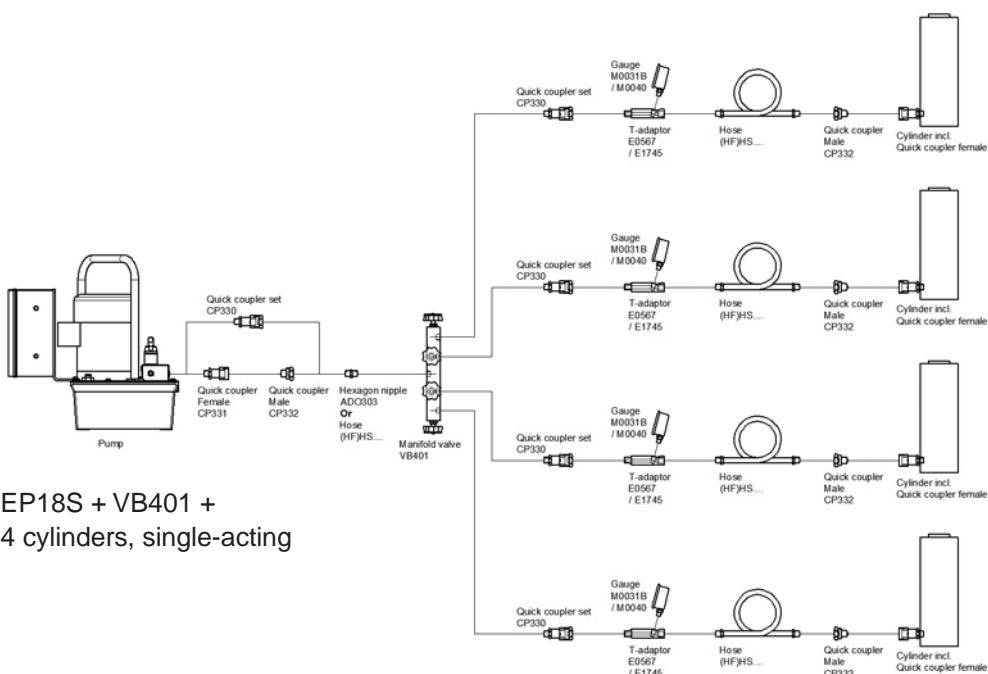 Gauge
M0031B
/ M0040
Quick coupler set
CP330
T-adaptor
E0567
/ E1745
Hose
(HF)HS....
Quick coupler
Male
CP332
Cylinder incl.
Quick coupler female
Gauge
M0031B
/ M0040
Quick coupler set
CP330
T-adaptor
E0567
/ E1745
Hose
(HF)HS....
Quick coupler
Male
CP332
Cylinder incl.
Quick coupler female
Quick coupler set
CP330
Quick coupler
Female
CP331
Quick coupler
Male
CP332
Hexagon nipple
ADO303
Or
Hose
(HF)HS....
Manifold valve
VB401
Pump
Gauge
M0031B
/ M0040
Quick coupler set
CP330
T-adaptor
E0567
/ E1745
Hose
(HF)HS....
Quick coupler
Male
CP332
Cylinder incl.
Quick coupler female
EP18S + VB401 +
4 cylinders, single-acting
Gauge
M0031B
/ M0040
Quick coupler set
CP330
T-adaptor
E0567
/ E1745
Hose
(HF)HS....
Quick coupler
Male
CP332
Cylinder incl.
Quick coupler female